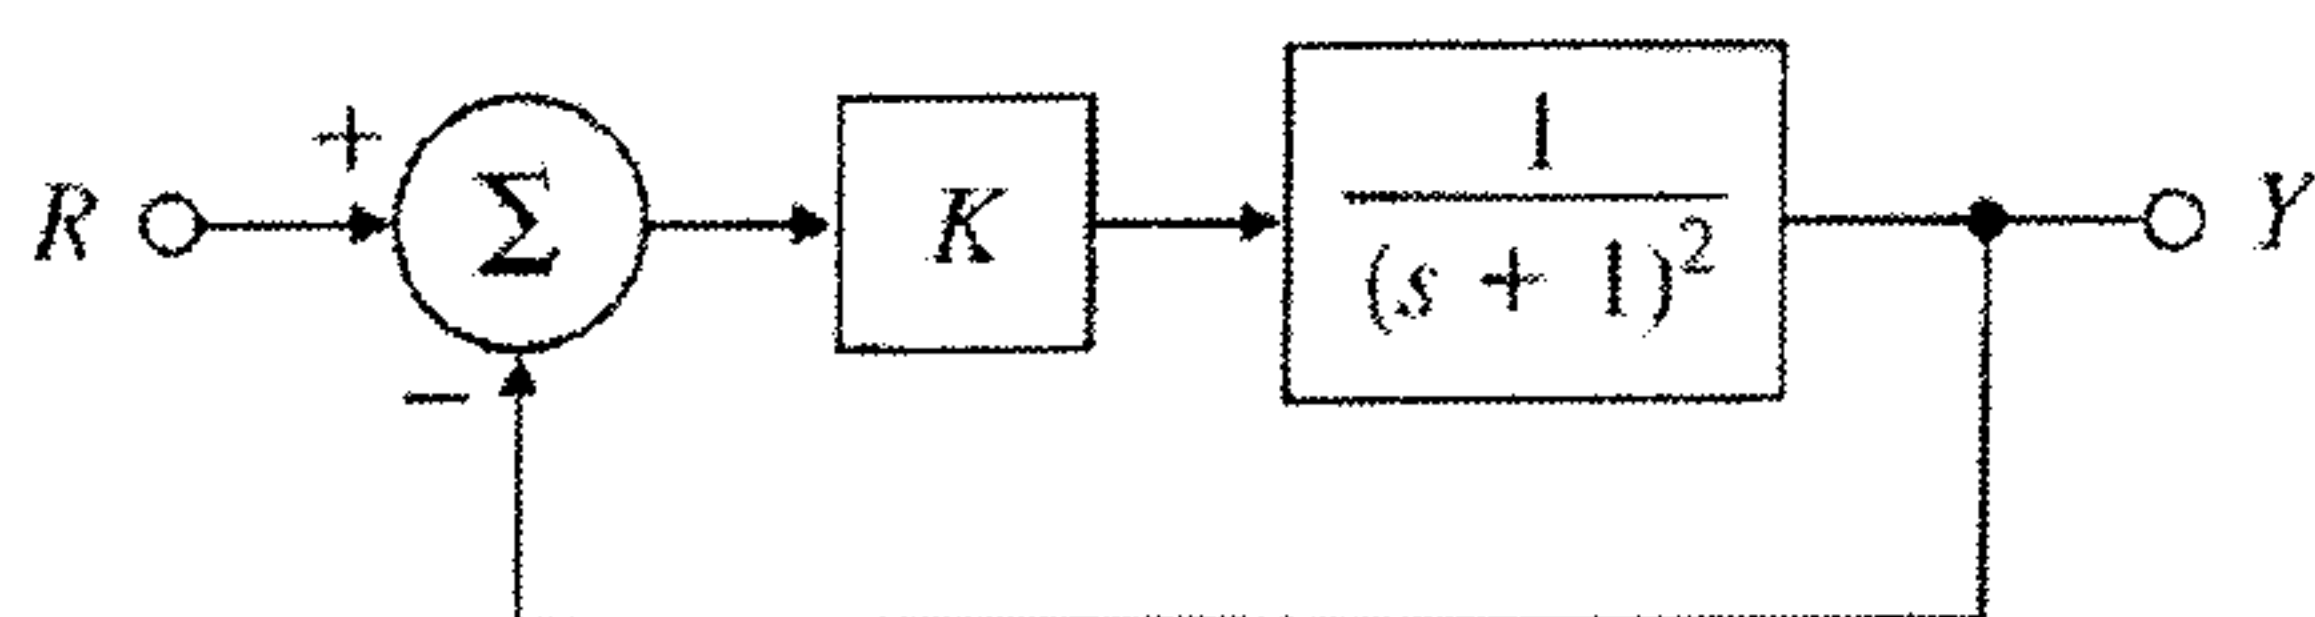 R + Σ − K 1/(s + 1)² Y